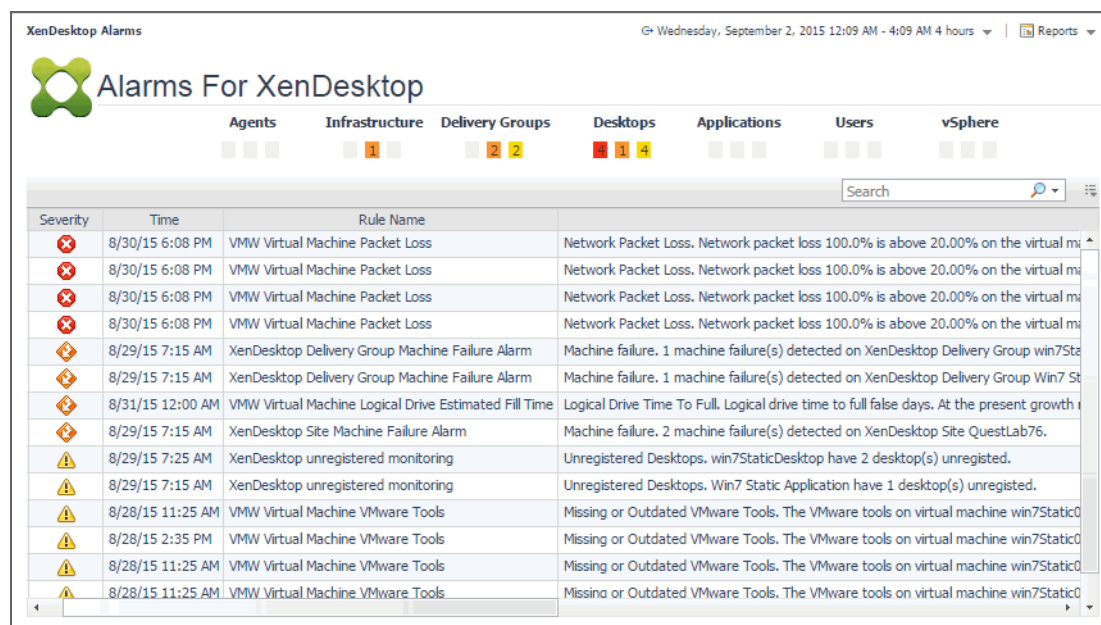 XenDesktop Alarms
Wednesday, September 2, 2015 12:09 AM - 4:09 AM 4 hours | Reports
Alarms For XenDesktop
Agents Infrastructure Delivery Groups Desktops Applications Users vSphere
1 2 2 4 1 4
Search
Severity Time Rule Name
8/30/15 6:08 PM VMW Virtual Machine Packet Loss Network Packet Loss. Network packet loss 100.0% is above 20.00% on the virtual ma
8/30/15 6:08 PM VMW Virtual Machine Packet Loss Network Packet Loss. Network packet loss 100.0% is above 20.00% on the virtual ma
8/30/15 6:08 PM VMW Virtual Machine Packet Loss Network Packet Loss. Network packet loss 100.0% is above 20.00% on the virtual ma
8/30/15 6:08 PM VMW Virtual Machine Packet Loss Network Packet Loss. Network packet loss 100.0% is above 20.00% on the virtual ma
8/29/15 7:15 AM XenDesktop Delivery Group Machine Failure Alarm Machine failure. 1 machine failure(s) detected on XenDesktop Delivery Group win7Sta
8/29/15 7:15 AM XenDesktop Delivery Group Machine Failure Alarm Machine failure. 1 machine failure(s) detected on XenDesktop Delivery Group Win7 St
8/31/15 12:00 AM VMW Virtual Machine Logical Drive Estimated Fill Time Logical Drive Time To Full. Logical drive time to full false days. At the present growth r
8/29/15 7:15 AM XenDesktop Site Machine Failure Alarm Machine failure. 2 machine failure(s) detected on XenDesktop Site QuestLab76.
8/29/15 7:25 AM XenDesktop unregistered monitoring Unregistered Desktops. win7StaticDesktop have 2 desktop(s) unregisted.
8/29/15 7:15 AM XenDesktop unregistered monitoring Unregistered Desktops. Win7 Static Application have 1 desktop(s) unregisted.
8/28/15 11:25 AM VMW Virtual Machine VMware Tools Missing or Outdated VMware Tools. The VMware tools on virtual machine win7Static0
8/28/15 2:35 PM VMW Virtual Machine VMware Tools Missing or Outdated VMware Tools. The VMware tools on virtual machine win7Static0
8/28/15 11:25 AM VMW Virtual Machine VMware Tools Missing or Outdated VMware Tools. The VMware tools on virtual machine win7Static0
8/28/15 11:25 AM VMW Virtual Machine VMware Tools Missing or Outdated VMware Tools. The VMware tools on virtual machine win7Static0